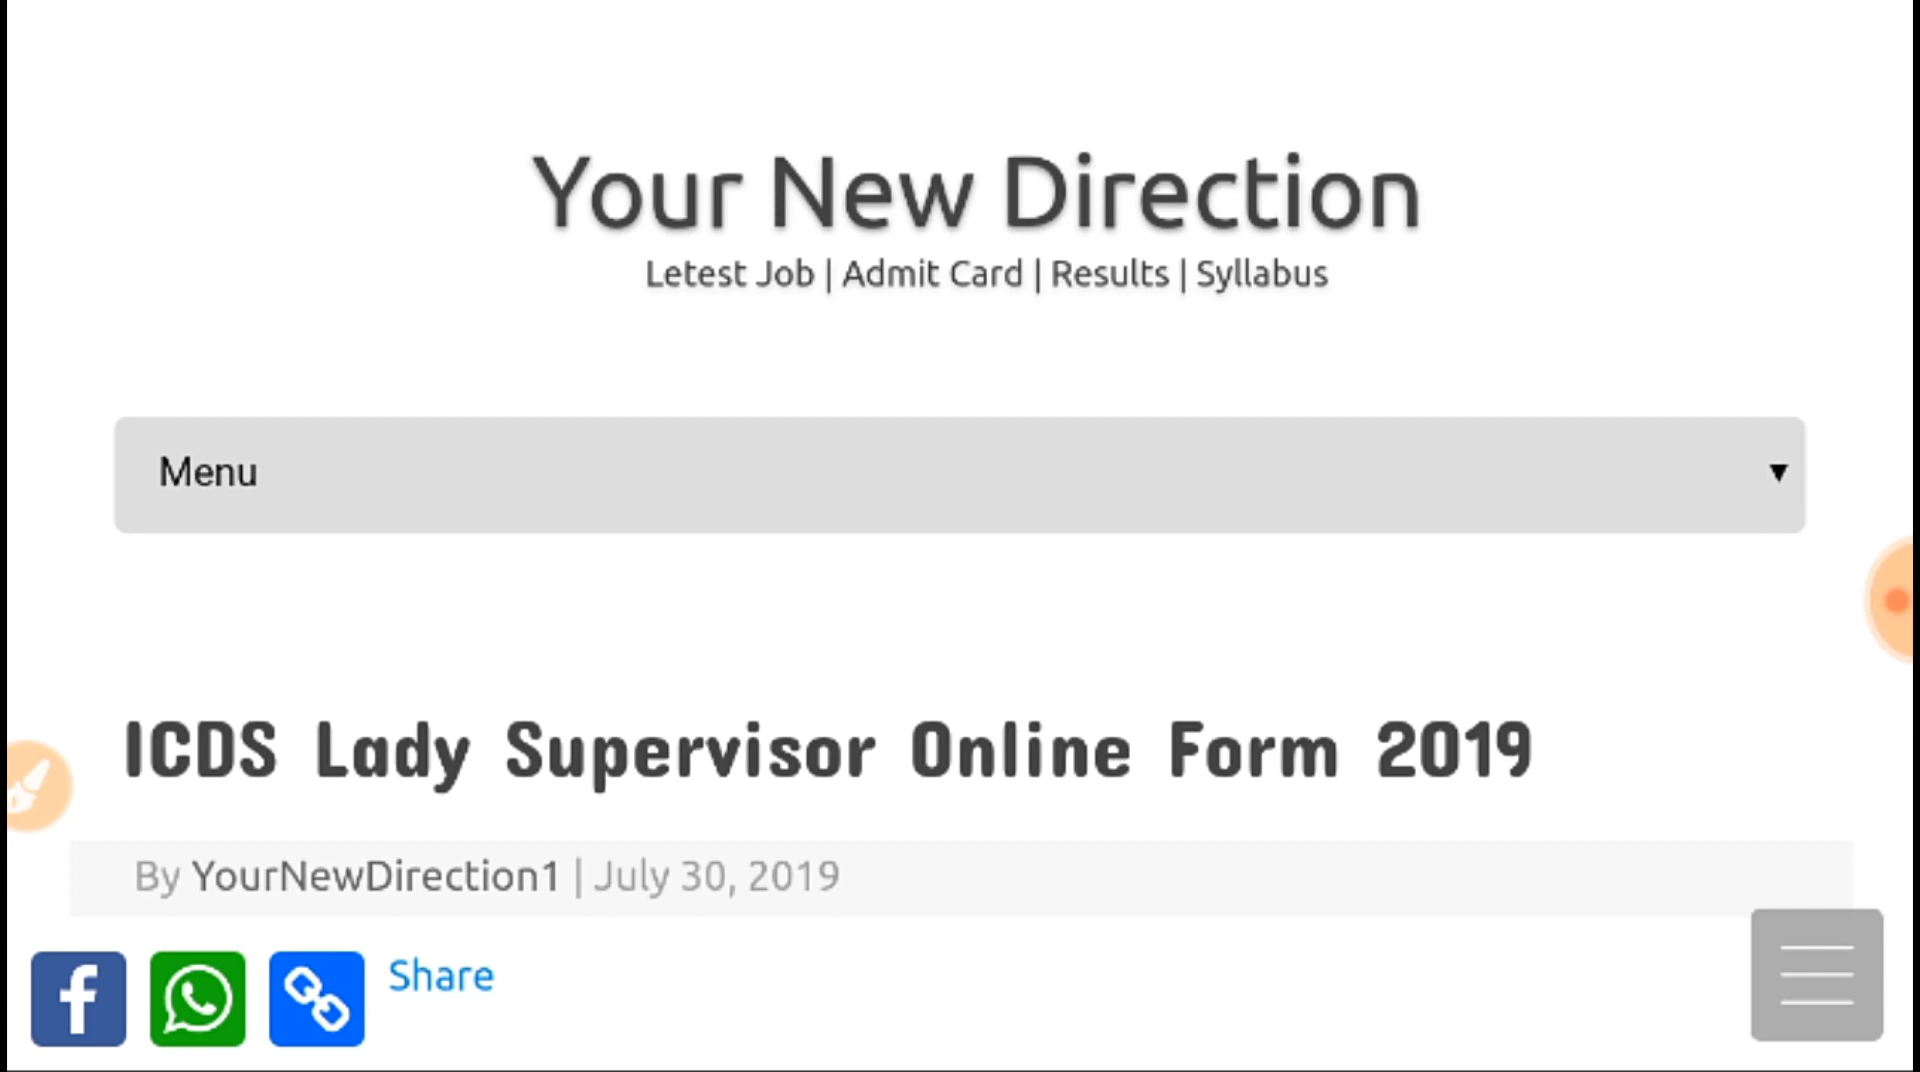 Your New Direction
Letest Job | Admit Card | Results | Syllabus
Menu
ICDS Lady Supervisor Online Form 2019
By YourNewDirection1 | July 30, 2019
Share